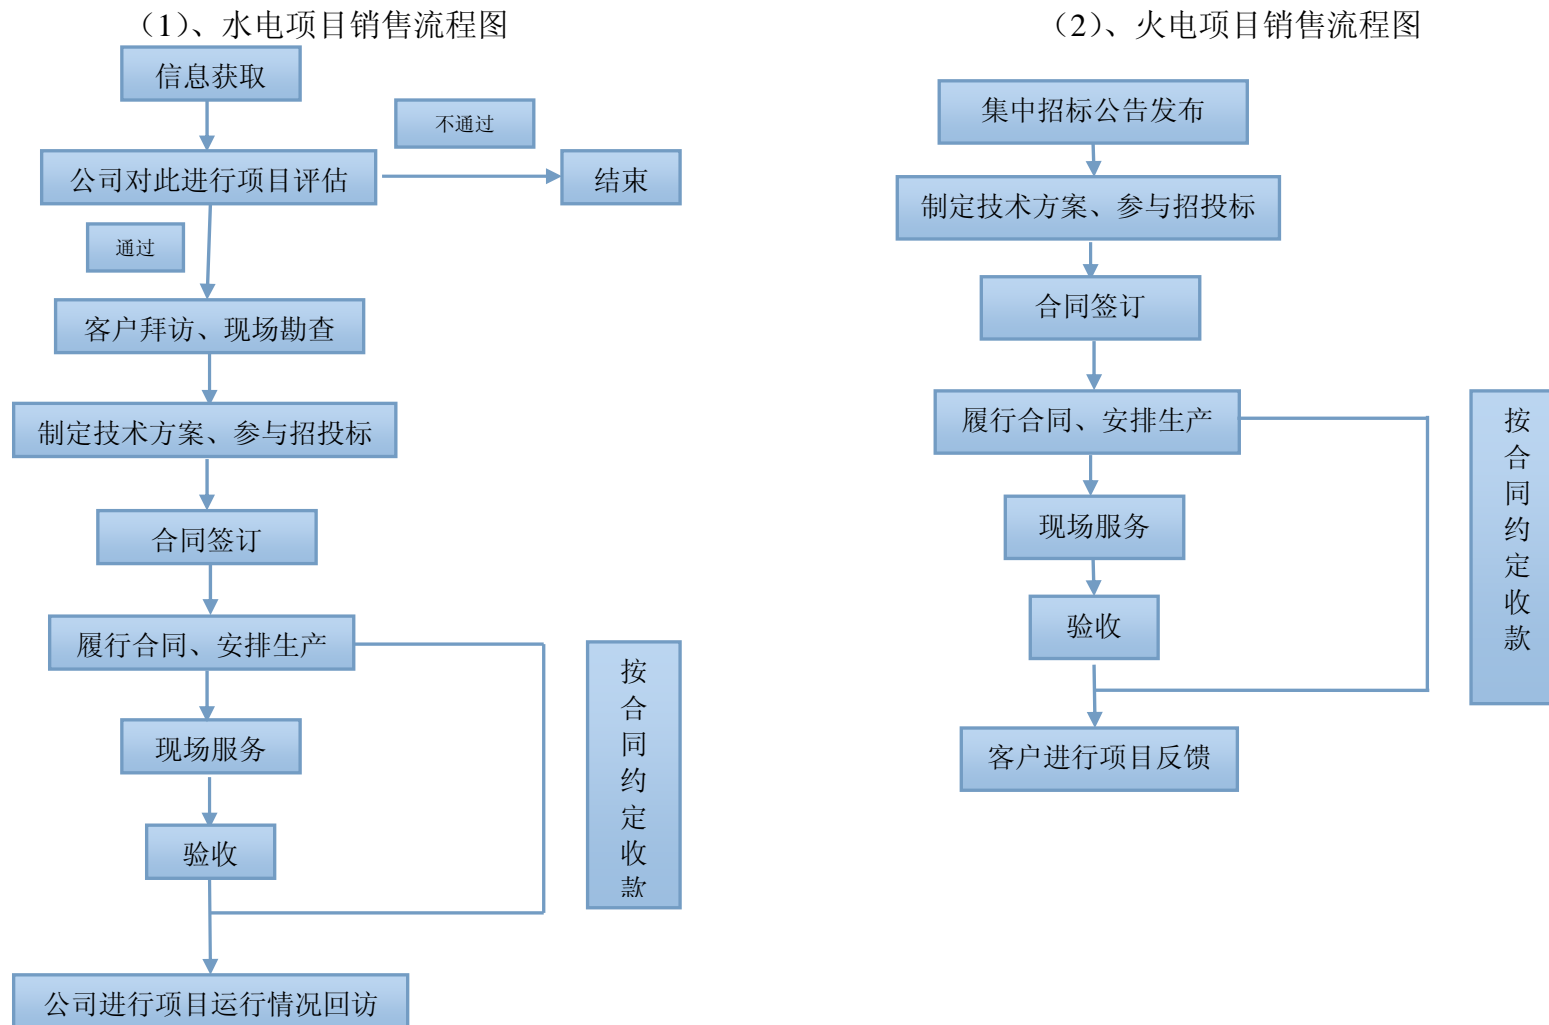 （1）、水电项目销售流程图
信息获取
不通过
公司对此进行项目评估
结束
通过
客户拜访、现场勘查
制定技术方案、参与招投标
合同签订
履行合同、安排生产
现场服务
验收
按
合
同
约
定
收
款
公司进行项目运行情况回访
（2）、火电项目销售流程图
集中招标公告发布
制定技术方案、参与招投标
合同签订
履行合同、安排生产
现场服务
验收
按
合
同
约
定
收
款
客户进行项目反馈